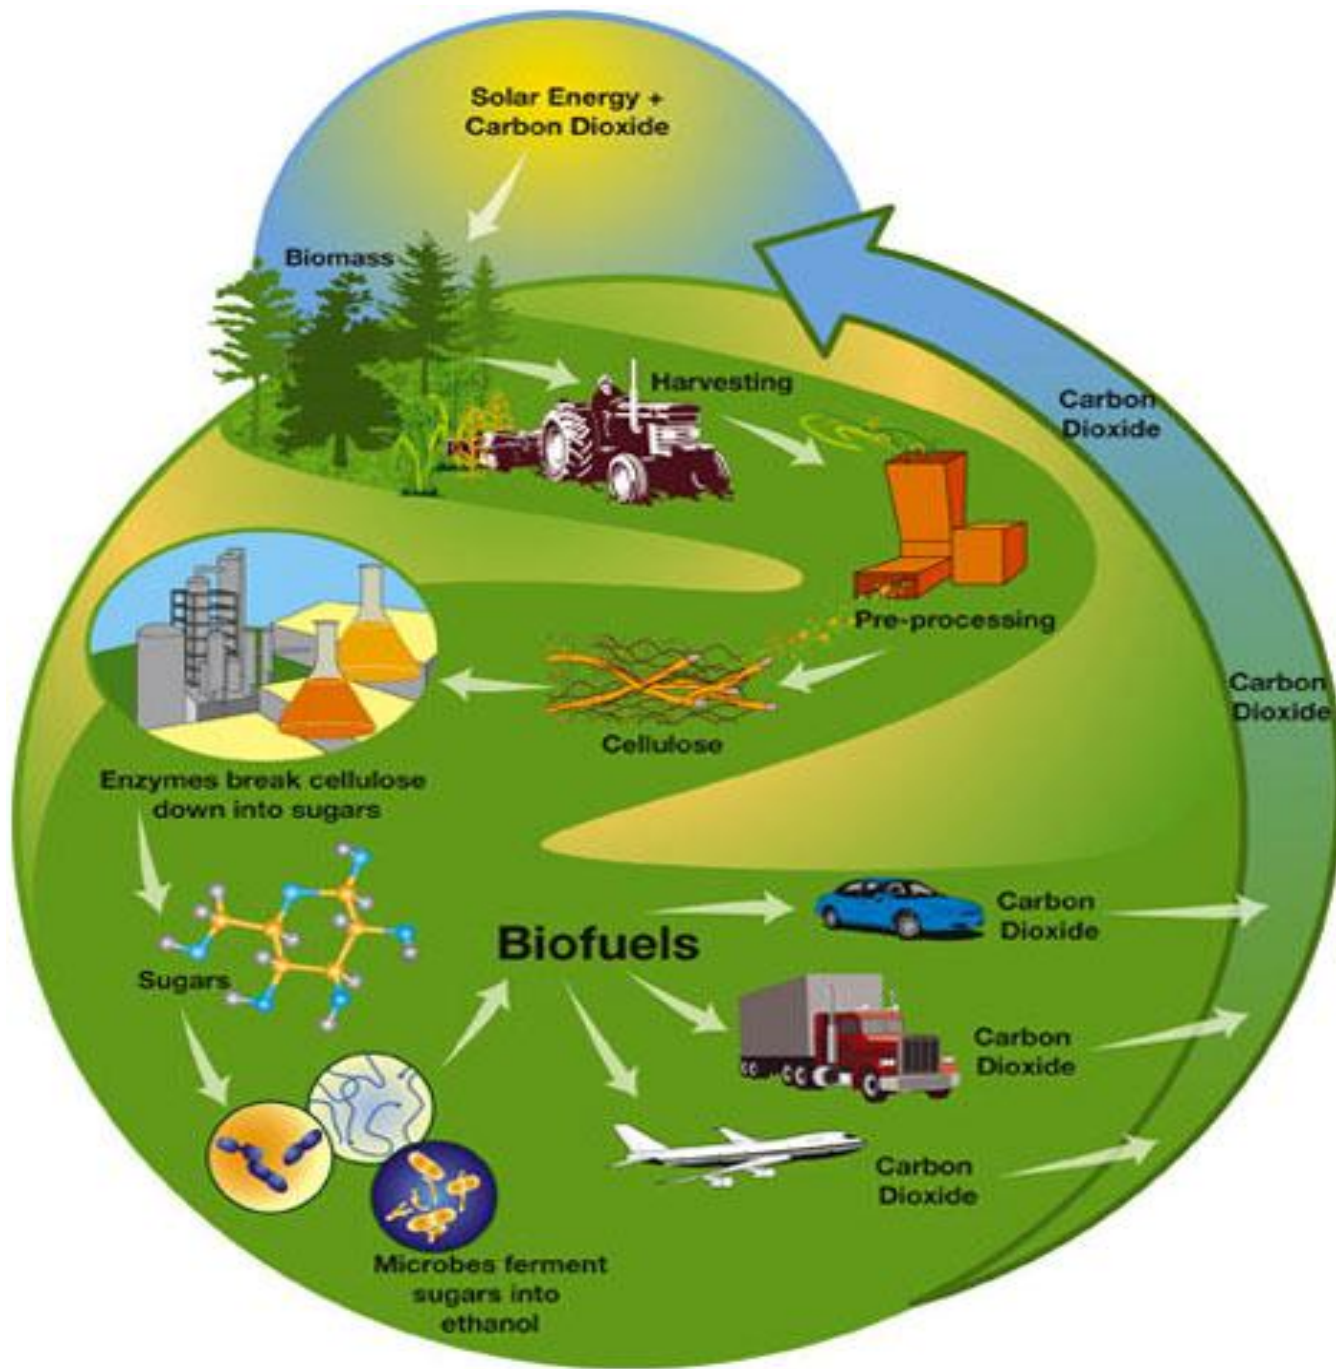 Solar Energy +
Carbon Dioxide
Biomass
Harvesting
Carbon
Dioxide
Pre-processing
Carbon
Dioxide
Cellulose
Enzymes break cellulose
down into sugars
Sugars
Biofuels
Carbon
Dioxide
Carbon
Dioxide
Carbon
Dioxide
Microbes ferment
sugars into
ethanol